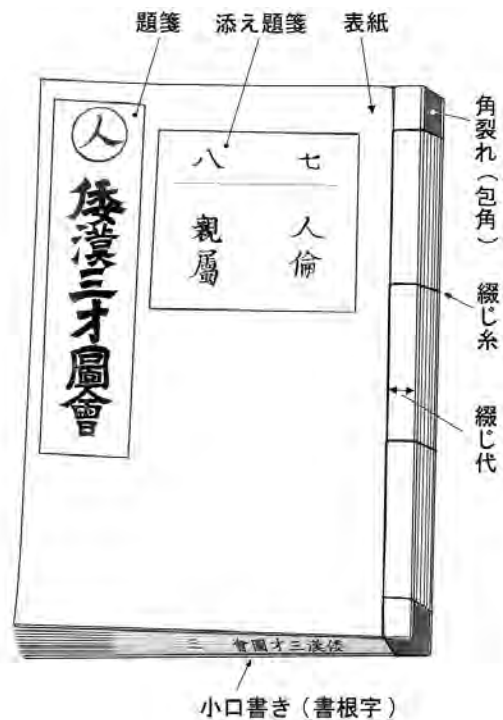 題箋
添え題箋
表紙
人
倭漢三才圖會
七
人倫
八
親屬
角裂れ（包角）
綴じ糸
綴じ代
倭漢三才圖會 三
小口書き（書根字）